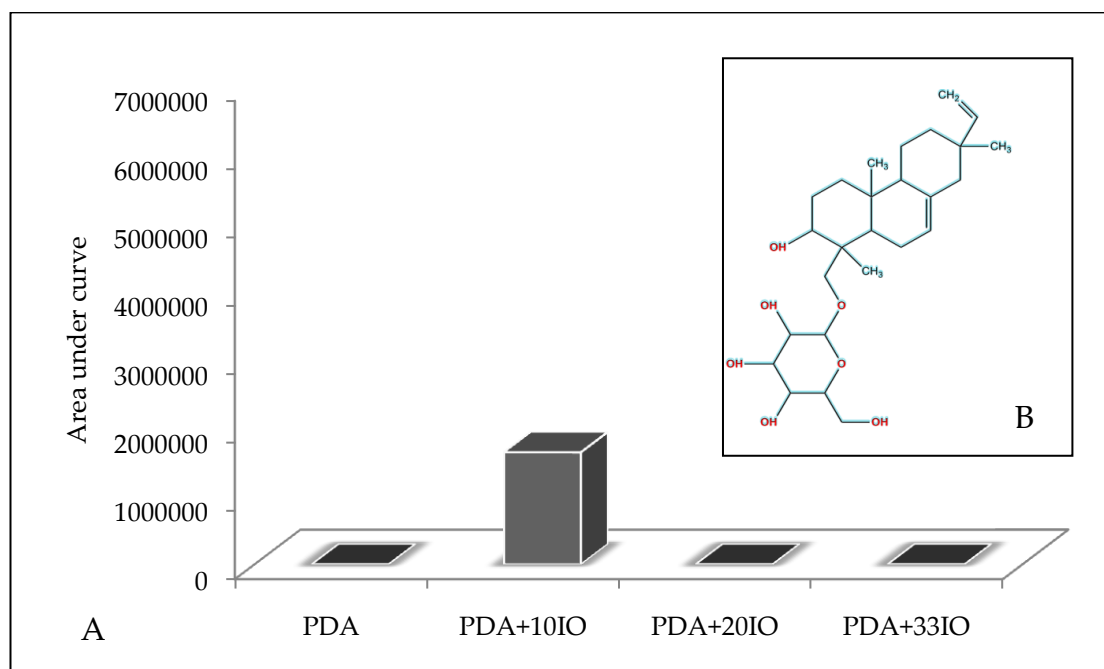 Area under curve
7000000
6000000
5000000
4000000
3000000
2000000
1000000
0
PDA PDA+10IO PDA+20IO PDA+33IO
A
CH₂
CH₃
CH₃
OH
CH₃
OH
O
OH
O
OH
OH
B